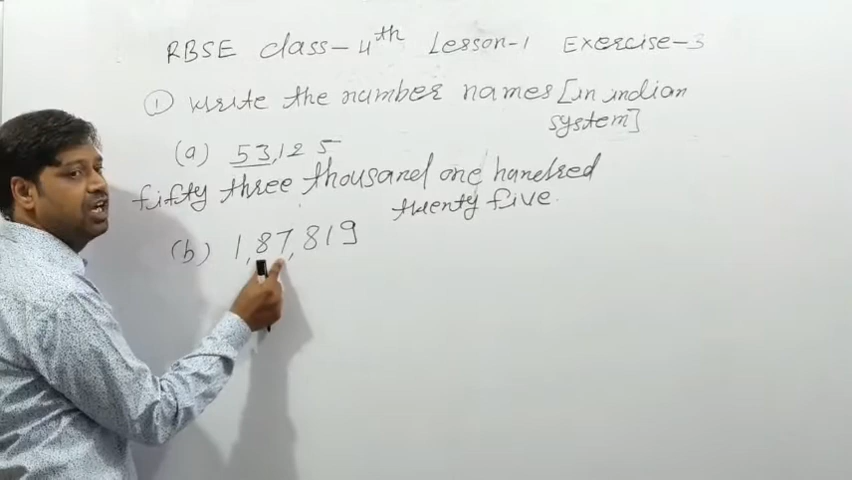 RBSE class-4th Lesson-1 Exercise-3
① write the number names [in indian
system]
(a) 53,125
fifty three thousand one handred
twenty five.
(b) 1,87,819